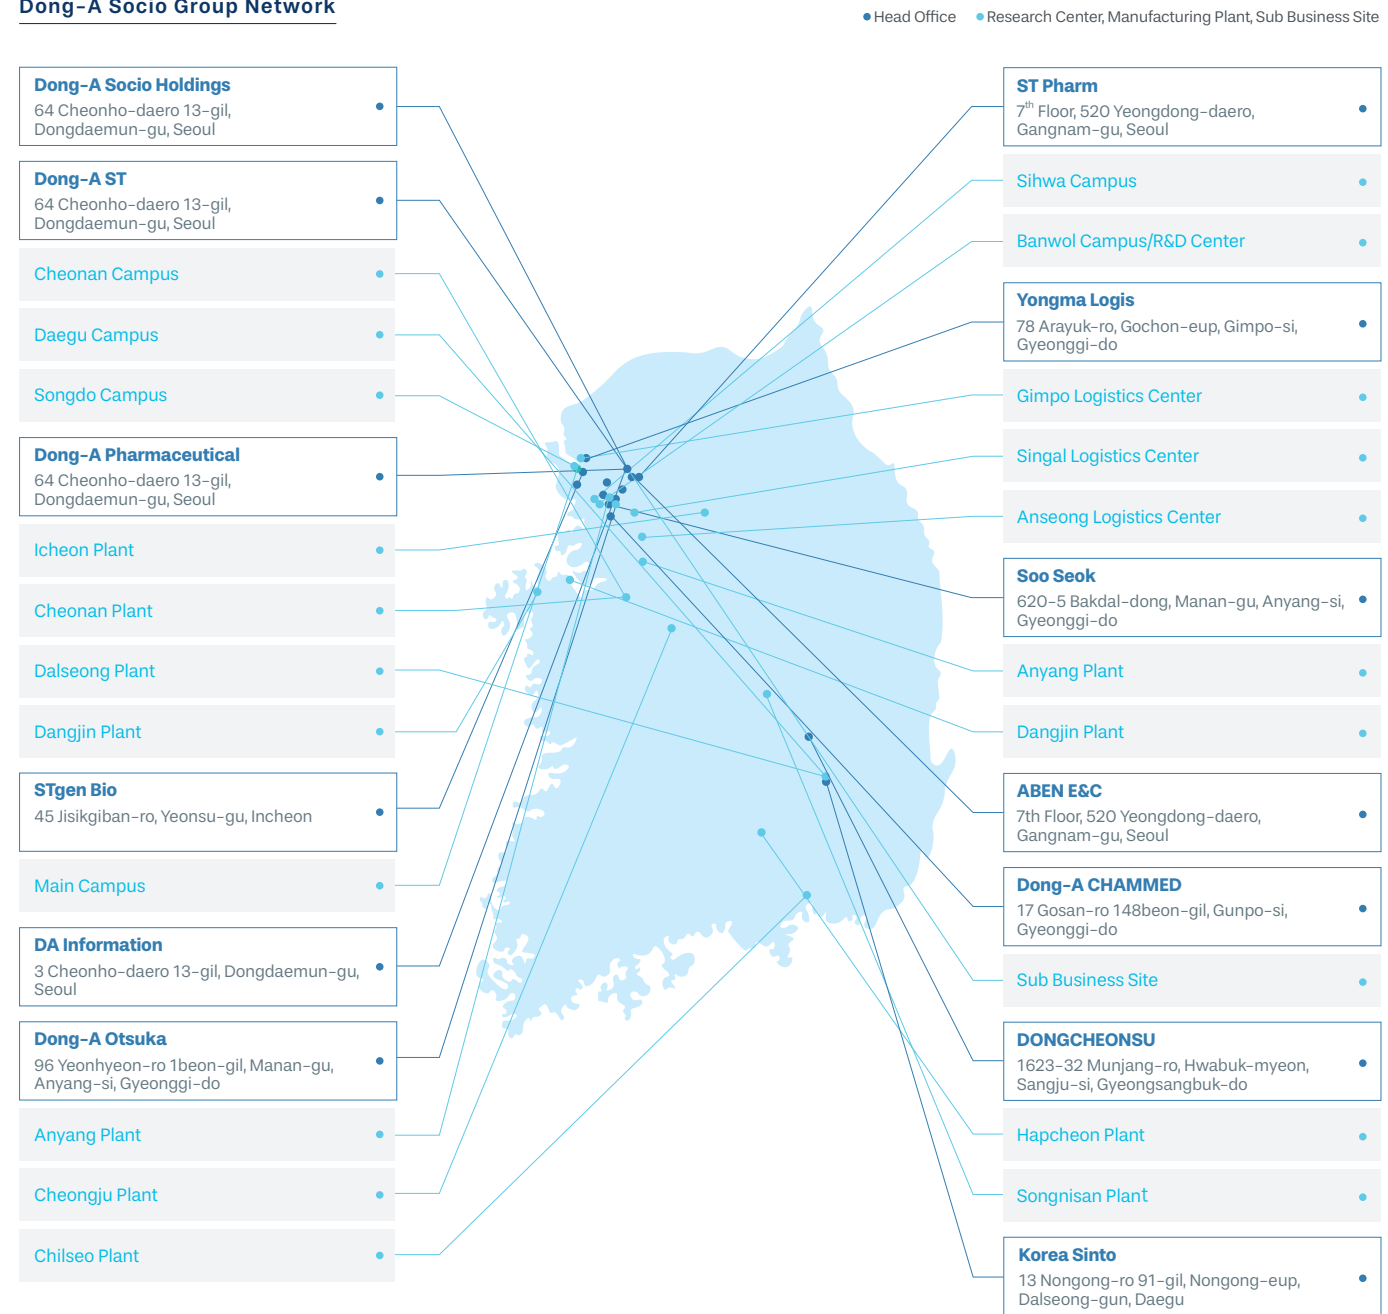 Dong-A Socio Group Network
Head Office
Research Center, Manufacturing Plant, Sub Business Site
Dong-A Socio Holdings
64 Cheonho-daero 13-gil,
Dongdaemun-gu, Seoul
Dong-A ST
64 Cheonho-daero 13-gil,
Dongdaemun-gu, Seoul
Cheonan Campus
Daegu Campus
Songdo Campus
Dong-A Pharmaceutical
64 Cheonho-daero 13-gil,
Dongdaemun-gu, Seoul
Icheon Plant
Cheonan Plant
Dalseong Plant
Dangjin Plant
STgen Bio
45 Jisikgiban-ro, Yeonsu-gu, Incheon
Main Campus
DA Information
3 Cheonho-daero 13-gil, Dongdaemun-gu,
Seoul
Dong-A Otsuka
96 Yeonhyeon-ro 1beon-gil, Manan-gu,
Anyang-si, Gyeonggi-do
Anyang Plant
Cheongju Plant
Chilseo Plant
ST Pharm
7th Floor, 520 Yeongdong-daero,
Gangnam-gu, Seoul
Sihwa Campus
Banwol Campus/R&D Center
Yongma Logis
78 Arayuk-ro, Gochon-eup, Gimpo-si,
Gyeonggi-do
Gimpo Logistics Center
Singal Logistics Center
Anseong Logistics Center
Soo Seok
620-5 Bakdal-dong, Manan-gu, Anyang-si,
Gyeonggi-do
Anyang Plant
Dangjin Plant
ABEN E&C
7th Floor, 520 Yeongdong-daero,
Gangnam-gu, Seoul
Dong-A CHAMMED
17 Gosan-ro 148beon-gil, Gunpo-si,
Gyeonggi-do
Sub Business Site
DONGCHEONSU
1623-32 Munjang-ro, Hwabuk-myeon,
Sangju-si, Gyeongsangbuk-do
Hapcheon Plant
Songnisan Plant
Korea Sinto
13 Nongong-ro 91-gil, Nongong-eup,
Dalseong-gun, Daegu